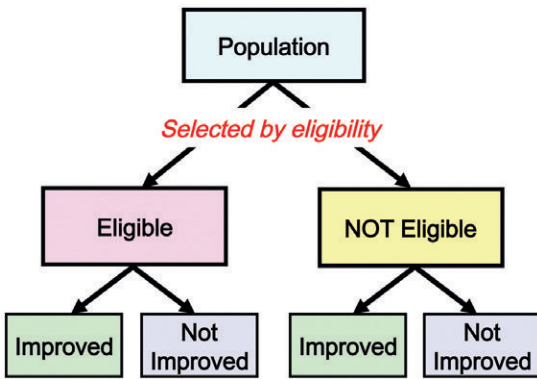 Population
Selected by eligibility
Eligible
NOT Eligible
Improved
Not
Improved
Improved
Not
Improved